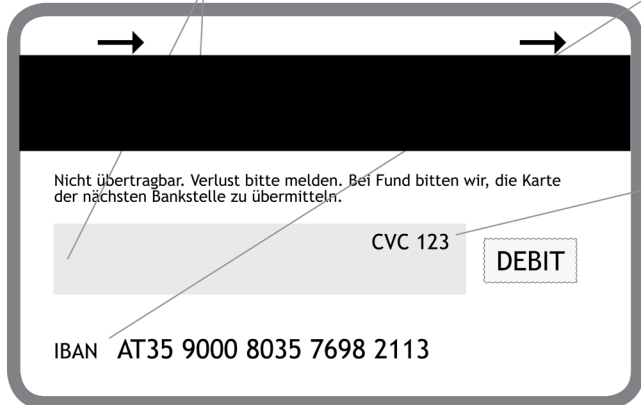 Nicht übertragbar. Verlust bitte melden. Bei Fund bitten wir, die Karte
der nächsten Bankstelle zu übermitteln.
CVC 123
DEBIT
IBAN AT35 9000 8035 7698 2113